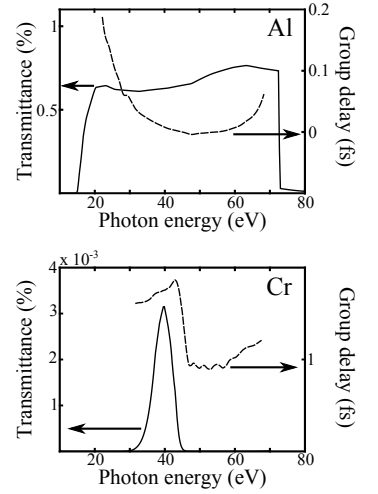 Al
Transmittance (%)
1
0.5
0.2
0.1
0
Group delay (fs)
20
40
60
80
Photon energy (eV)
x 10⁻³
Cr
Transmittance (%)
4
3
2
1
1
Group delay (fs)
20
40
60
80
Photon energy (eV)